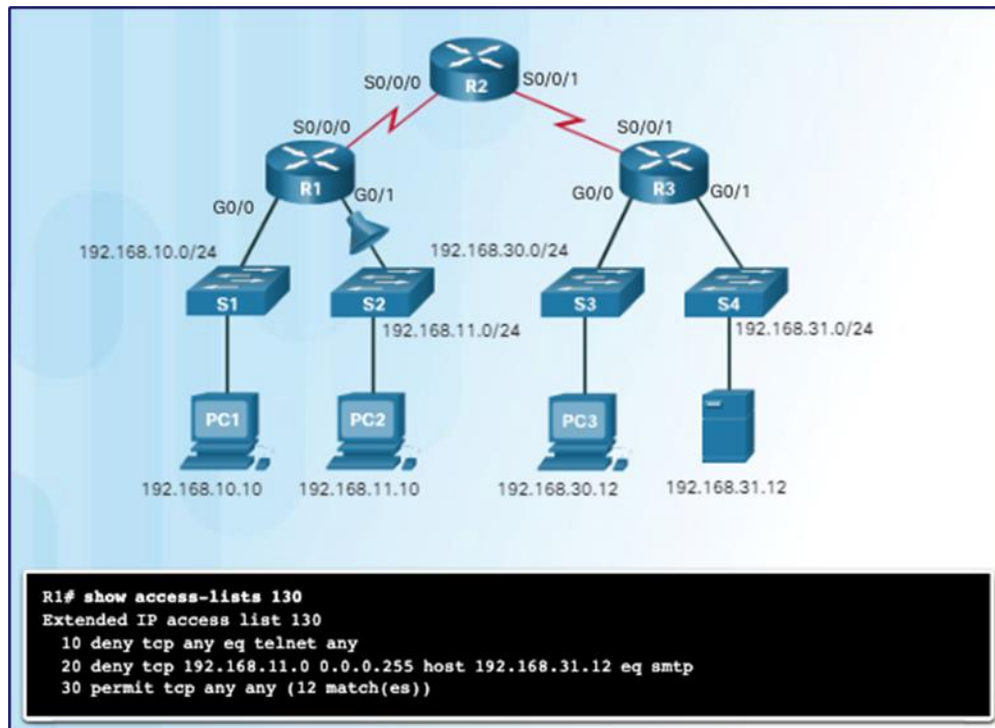 R2
S0/0/0
S0/0/1
S0/0/0
S0/0/1
R1
R3
G0/0
G0/1
G0/0
G0/1
192.168.10.0/24
192.168.30.0/24
S1
S2
S3
S4
192.168.11.0/24
192.168.31.0/24
PC1
PC2
PC3
192.168.10.10
192.168.11.10
192.168.30.12
192.168.31.12
R1# show access-lists 130
Extended IP access list 130
10 deny tcp any eq telnet any
20 deny tcp 192.168.11.0 0.0.0.255 host 192.168.31.12 eq smtp
30 permit tcp any any (12 match(es))